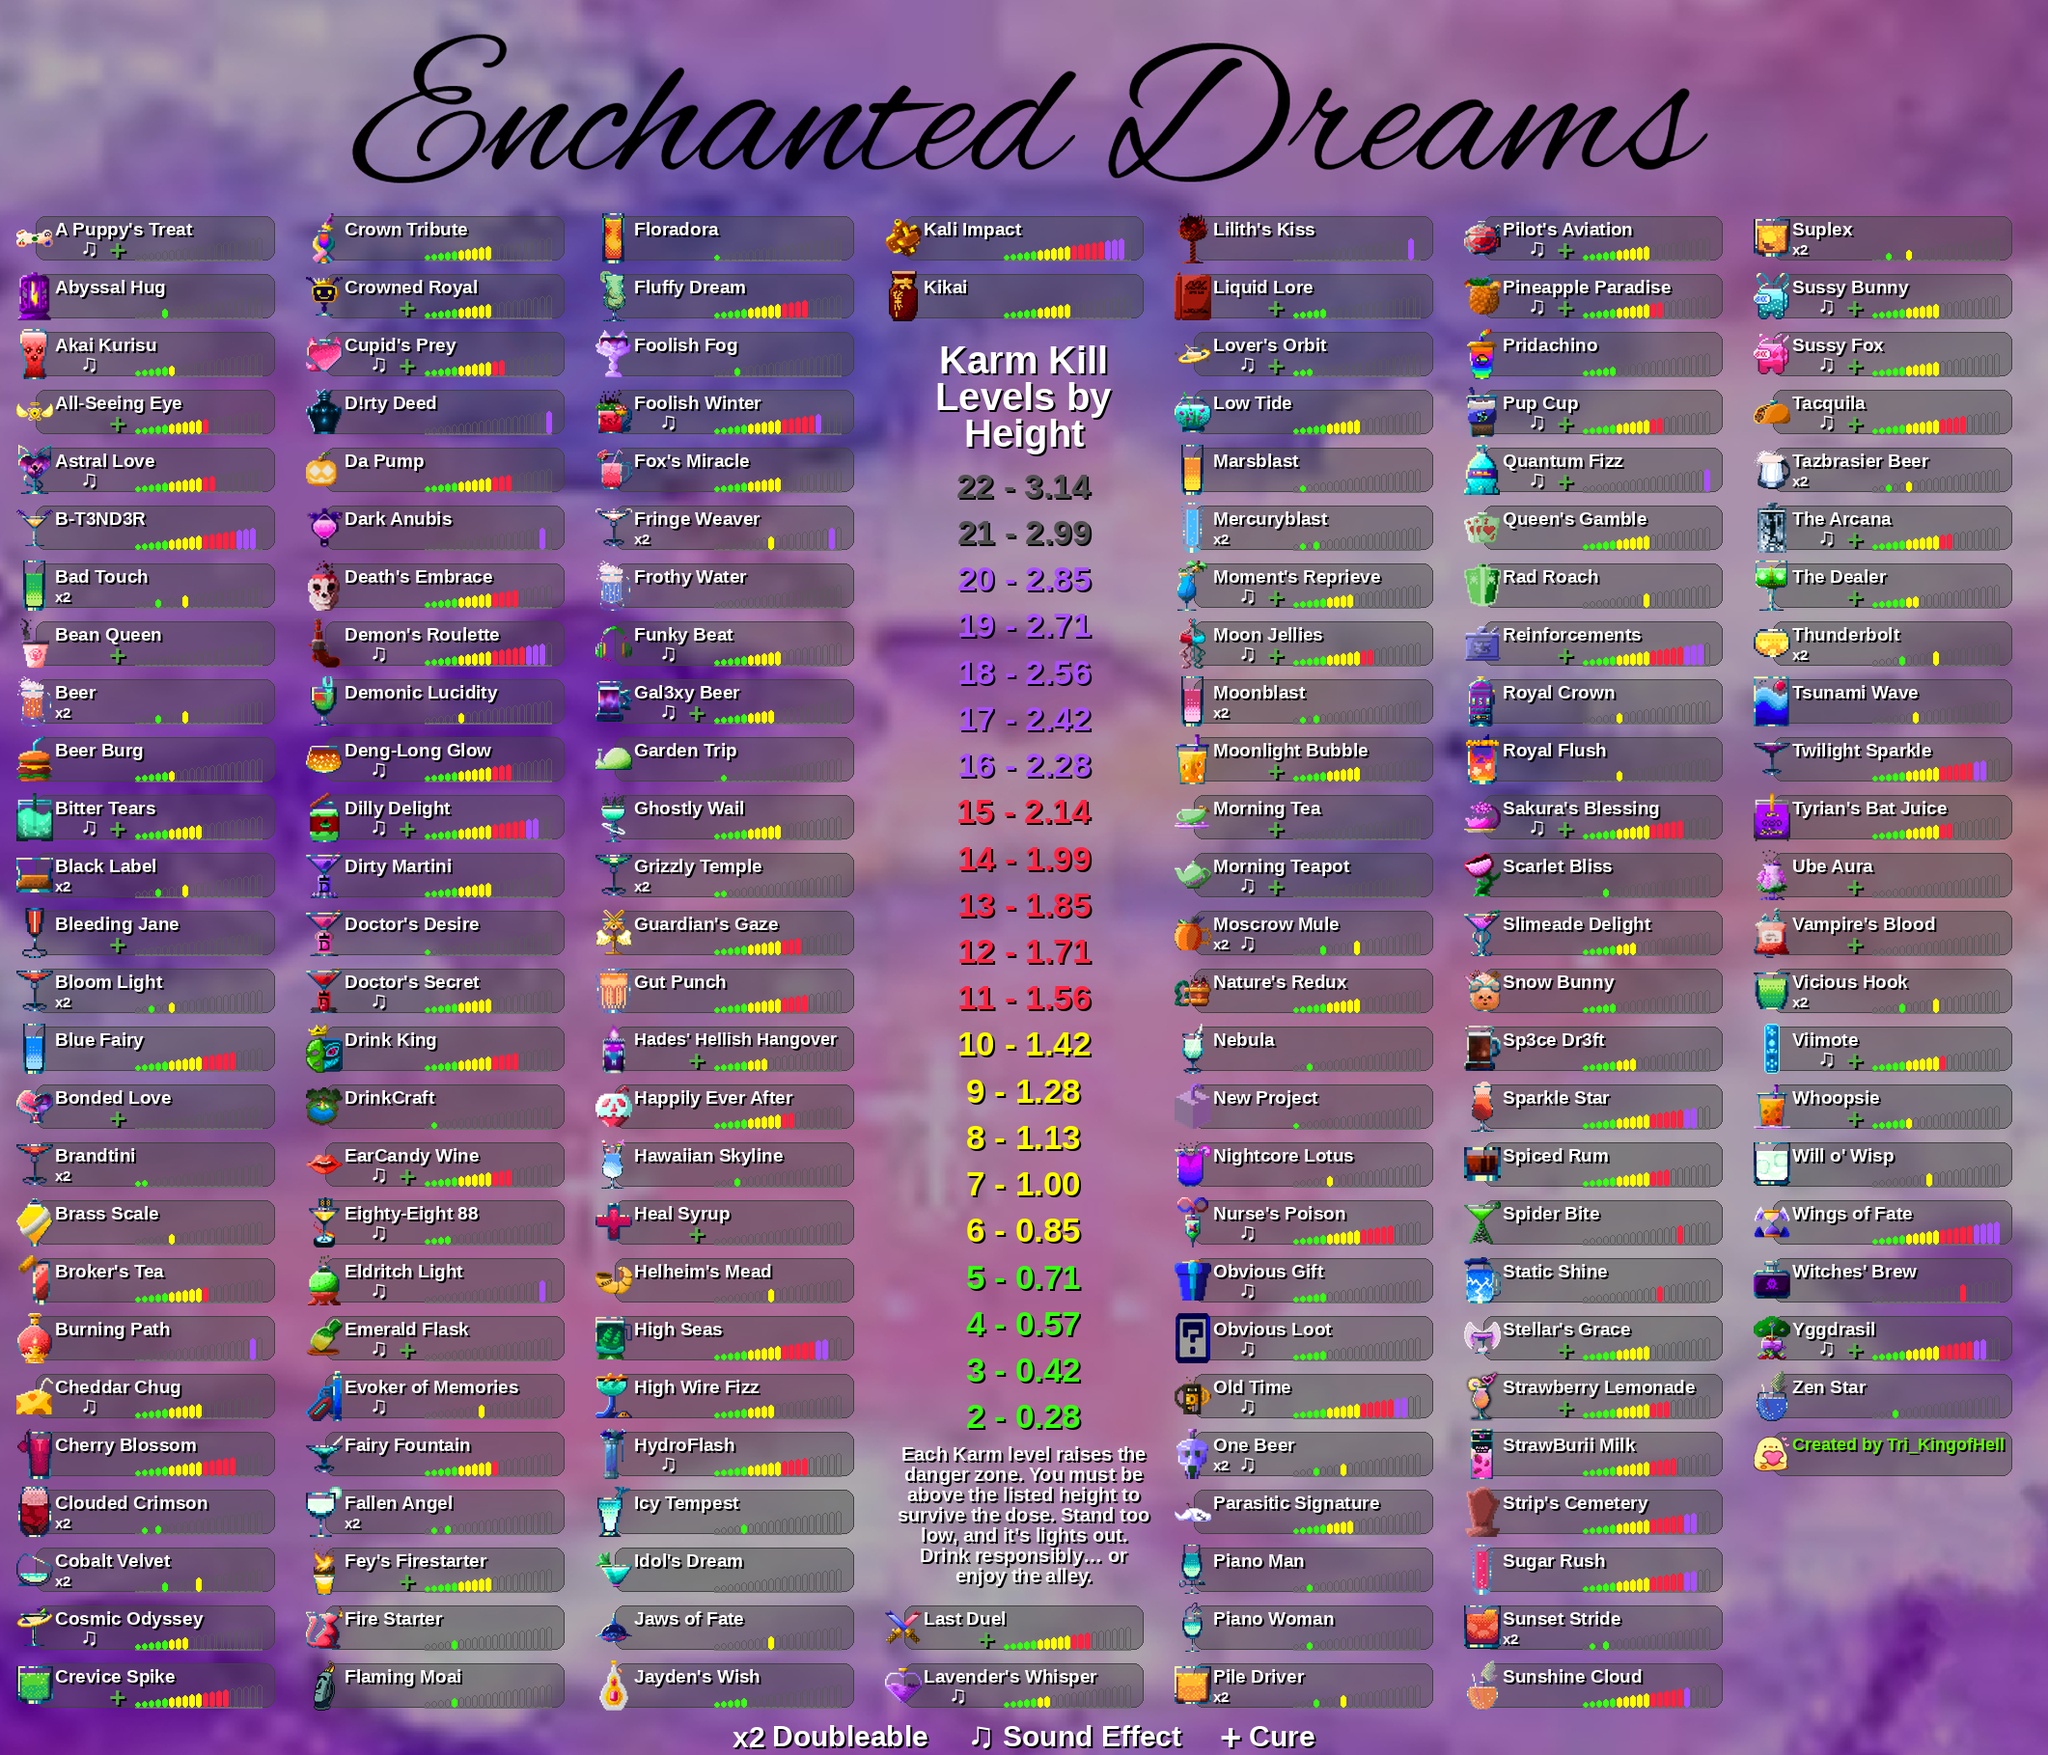 Enchanted Dreams
A Puppy's Treat
♫ +
Abyssal Hug
Akai Kurisu
♫
All-Seeing Eye
+
Astral Love
♫
B-T3ND3R
Bad Touch
x2
Bean Queen
+
Beer
x2
Beer Burg
Bitter Tears
♫ +
Black Label
x2
Bleeding Jane
+
Bloom Light
x2
Blue Fairy
Bonded Love
+
Brandtini
x2
Brass Scale
Broker's Tea
Burning Path
Cheddar Chug
♫
Cherry Blossom
Clouded Crimson
x2
Cobalt Velvet
x2
Cosmic Odyssey
♫
Crevice Spike
+
Crown Tribute
Crowned Royal
+
Cupid's Prey
♫ +
D!rty Deed
Da Pump
Dark Anubis
Death's Embrace
Demon's Roulette
♫
Demonic Lucidity
Deng-Long Glow
♫
Dilly Delight
♫ +
Dirty Martini
Doctor's Desire
Doctor's Secret
♫
Drink King
DrinkCraft
EarCandy Wine
♫ +
Eighty-Eight 88
♫
Eldritch Light
♫
Emerald Flask
♫ +
Evoker of Memories
♫
Fairy Fountain
Fallen Angel
x2
Fey's Firestarter
+
Fire Starter
Flaming Moai
Floradora
Fluffy Dream
Foolish Fog
Foolish Winter
♫
Fox's Miracle
Fringe Weaver
x2
Frothy Water
Funky Beat
♫
Gal3xy Beer
♫ +
Garden Trip
Ghostly Wail
Grizzly Temple
x2
Guardian's Gaze
Gut Punch
Hades' Hellish Hangover
+
Happily Ever After
Hawaiian Skyline
Heal Syrup
+
Helheim's Mead
High Seas
High Wire Fizz
HydroFlash
♫
Icy Tempest
Idol's Dream
Jaws of Fate
Jayden's Wish
Kali Impact
Kikai
Karm Kill
Levels by
Height
22 - 3.14
21 - 2.99
20 - 2.85
19 - 2.71
18 - 2.56
17 - 2.42
16 - 2.28
15 - 2.14
14 - 1.99
13 - 1.85
12 - 1.71
11 - 1.56
10 - 1.42
9 - 1.28
8 - 1.13
7 - 1.00
6 - 0.85
5 - 0.71
4 - 0.57
3 - 0.42
2 - 0.28
Each Karm level raises the
danger zone. You must be
above the listed height to
survive the dose. Stand too
low, and it's lights out.
Drink responsibly... or
enjoy the alley.
Last Duel
+
Lavender's Whisper
♫
Lilith's Kiss
Liquid Lore
+
Lover's Orbit
♫ +
Low Tide
Marsblast
Mercuryblast
x2
Moment's Reprieve
♫ +
Moon Jellies
♫ +
Moonblast
x2
Moonlight Bubble
+
Morning Tea
+
Morning Teapot
♫ +
Moscrow Mule
x2 ♫
Nature's Redux
Nebula
New Project
Nightcore Lotus
Nurse's Poison
♫
Obvious Gift
♫
Obvious Loot
♫
Old Time
♫
One Beer
x2 ♫
Parasitic Signature
Piano Man
Piano Woman
Pile Driver
x2
Pilot's Aviation
♫ +
Pineapple Paradise
♫ +
Pridachino
Pup Cup
♫ +
Quantum Fizz
♫ +
Queen's Gamble
Rad Roach
Reinforcements
+
Royal Crown
Royal Flush
Sakura's Blessing
♫ +
Scarlet Bliss
Slimeade Delight
Snow Bunny
Sp3ce Dr3ft
Sparkle Star
Spiced Rum
Spider Bite
Static Shine
Stellar's Grace
+
Strawberry Lemonade
+
StrawBurii Milk
Strip's Cemetery
Sugar Rush
Sunset Stride
x2
Sunshine Cloud
Suplex
x2
Sussy Bunny
♫ +
Sussy Fox
♫ +
Tacquila
♫ +
Tazbrasier Beer
x2
The Arcana
♫ +
The Dealer
+
Thunderbolt
x2
Tsunami Wave
Twilight Sparkle
Tyrian's Bat Juice
Ube Aura
+
Vampire's Blood
+
Vicious Hook
x2
Viimote
♫ +
Whoopsie
+
Will o' Wisp
Wings of Fate
Witches' Brew
Yggdrasil
♫ +
Zen Star
Created by Tri_KingofHell
x2 Doubleable ♫ Sound Effect + Cure